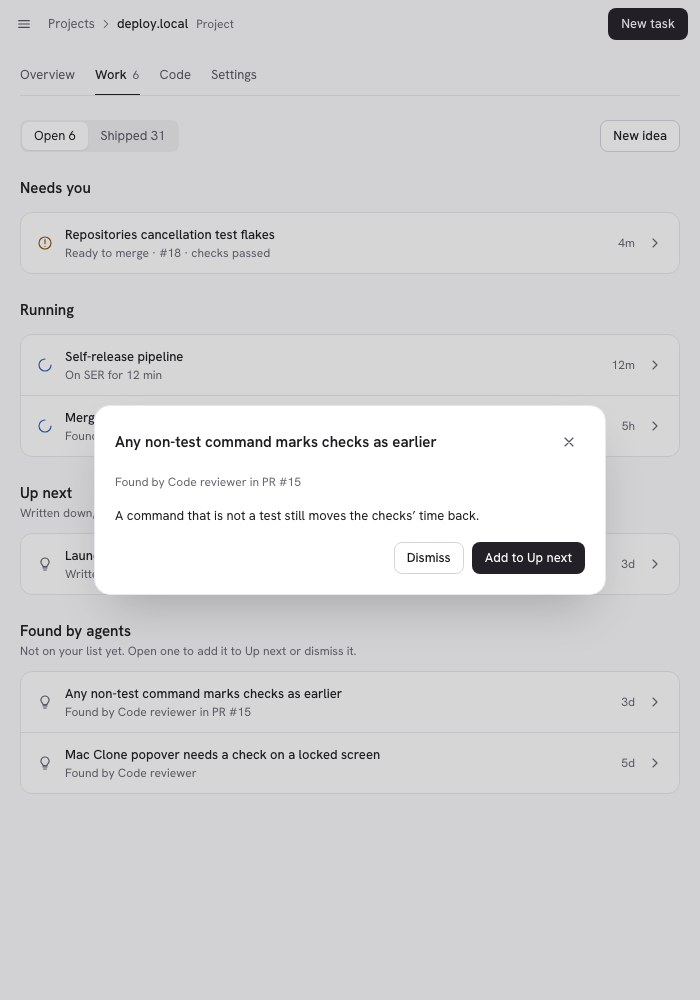 Projects > deploy.local Project
New task
Overview Work 6 Code Settings
Open 6 Shipped 31
New idea
Needs you
Repositories cancellation test flakes
Ready to merge · #18 · checks passed
4m
Running
Self-release pipeline
On SER for 12 min
12m
5h
Any non-test command marks checks as earlier
Found by Code reviewer in PR #15
A command that is not a test still moves the checks’ time back.
Dismiss
Add to Up next
Up next
Written down,
3d
Found by agents
Not on your list yet. Open one to add it to Up next or dismiss it.
Any non-test command marks checks as earlier
Found by Code reviewer in PR #15
3d
Mac Clone popover needs a check on a locked screen
Found by Code reviewer
5d